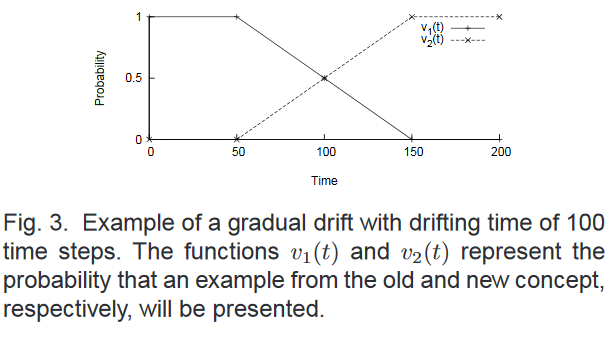 1
v₁(t)
v₂(t)
Probability
0.5
0
0 50 100 150 200
Time
Fig. 3. Example of a gradual drift with drifting time of 100
time steps. The functions v₁(t) and v₂(t) represent the
probability that an example from the old and new concept,
respectively, will be presented.